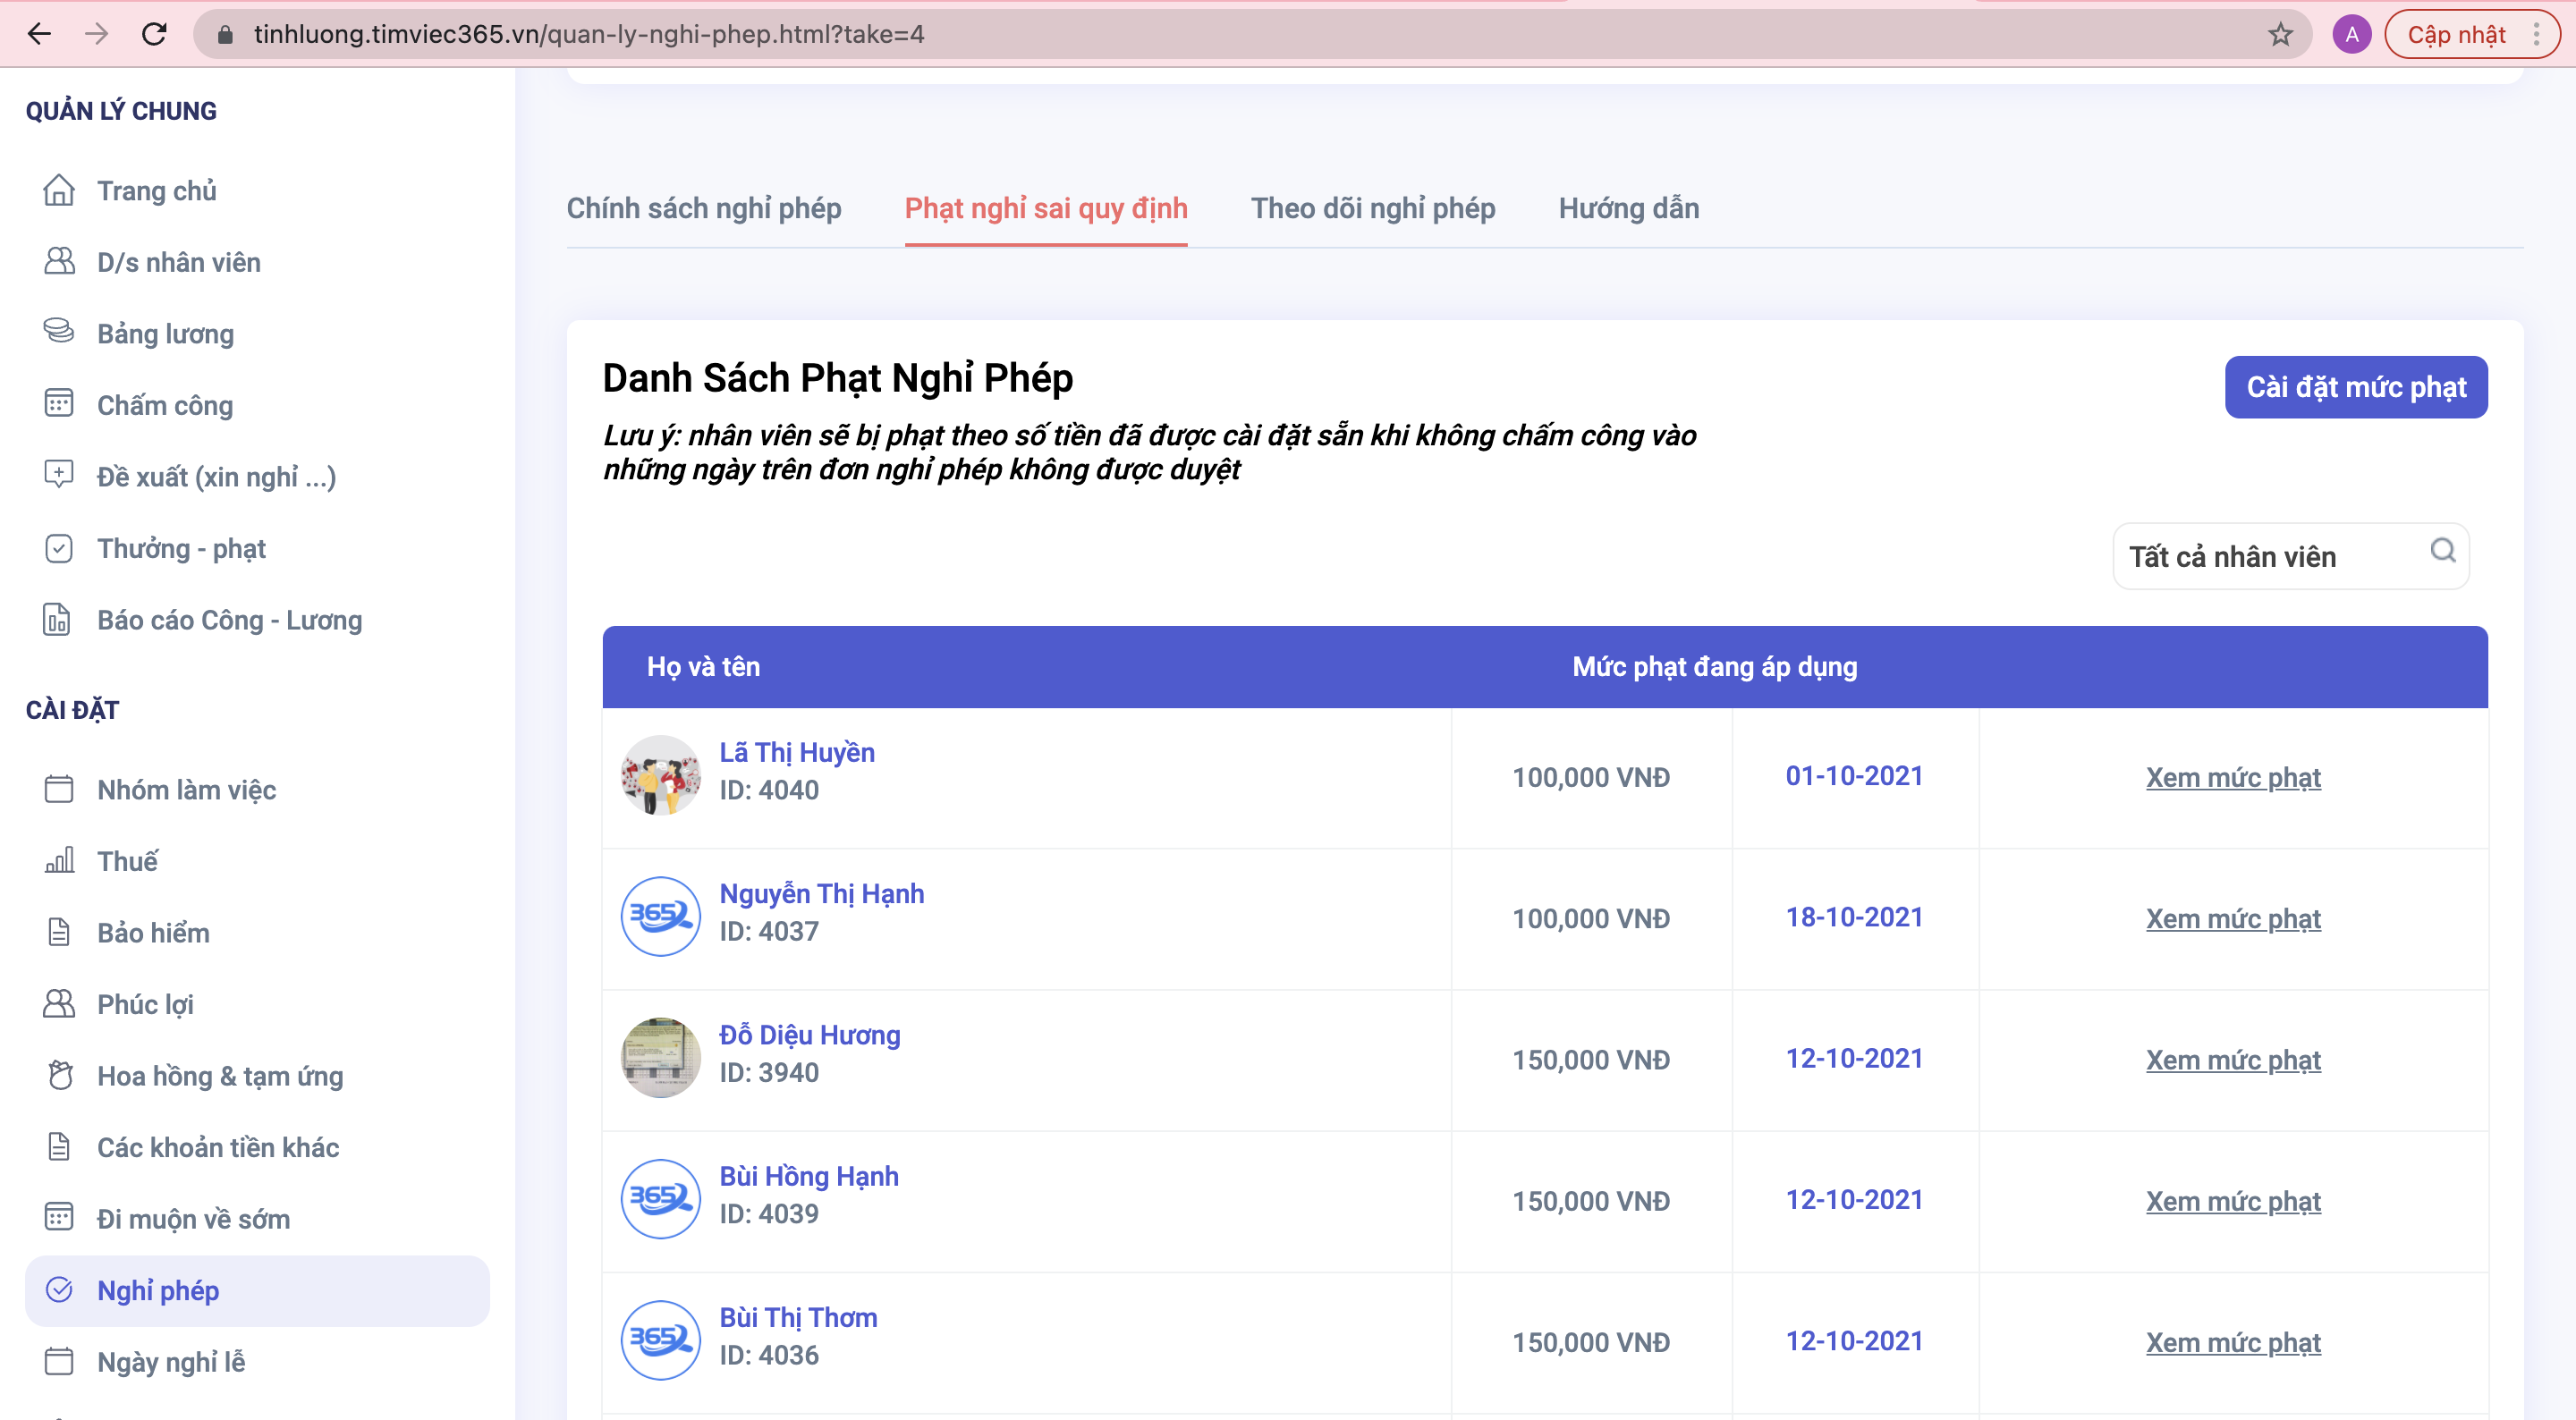 tinhluong.timviec365.vn/quan-ly-nghi-phep.html?take=4
A
Cập nhật
QUẢN LÝ CHUNG
Trang chủ
D/s nhân viên
Bảng lương
Chấm công
Đề xuất (xin nghỉ ...)
Thưởng - phạt
Báo cáo Công - Lương
CÀI ĐẶT
Nhóm làm việc
Thuế
Bảo hiểm
Phúc lợi
Hoa hồng & tạm ứng
Các khoản tiền khác
Đi muộn về sớm
Nghỉ phép
Ngày nghỉ lễ
Chính sách nghỉ phép Phạt nghỉ sai quy định Theo dõi nghỉ phép Hướng dẫn
Danh Sách Phạt Nghỉ Phép
Cài đặt mức phạt
Lưu ý: nhân viên sẽ bị phạt theo số tiền đã được cài đặt sẵn khi không chấm công vào
những ngày trên đơn nghỉ phép không được duyệt
Tất cả nhân viên
Họ và tên Mức phạt đang áp dụng
Lã Thị Huyền
ID: 4040
100,000 VNĐ 01-10-2021 Xem mức phạt
365
Nguyễn Thị Hạnh
ID: 4037
100,000 VNĐ 18-10-2021 Xem mức phạt
Đỗ Diệu Hương
ID: 3940
150,000 VNĐ 12-10-2021 Xem mức phạt
365
Bùi Hồng Hạnh
ID: 4039
150,000 VNĐ 12-10-2021 Xem mức phạt
365
Bùi Thị Thơm
ID: 4036
150,000 VNĐ 12-10-2021 Xem mức phạt